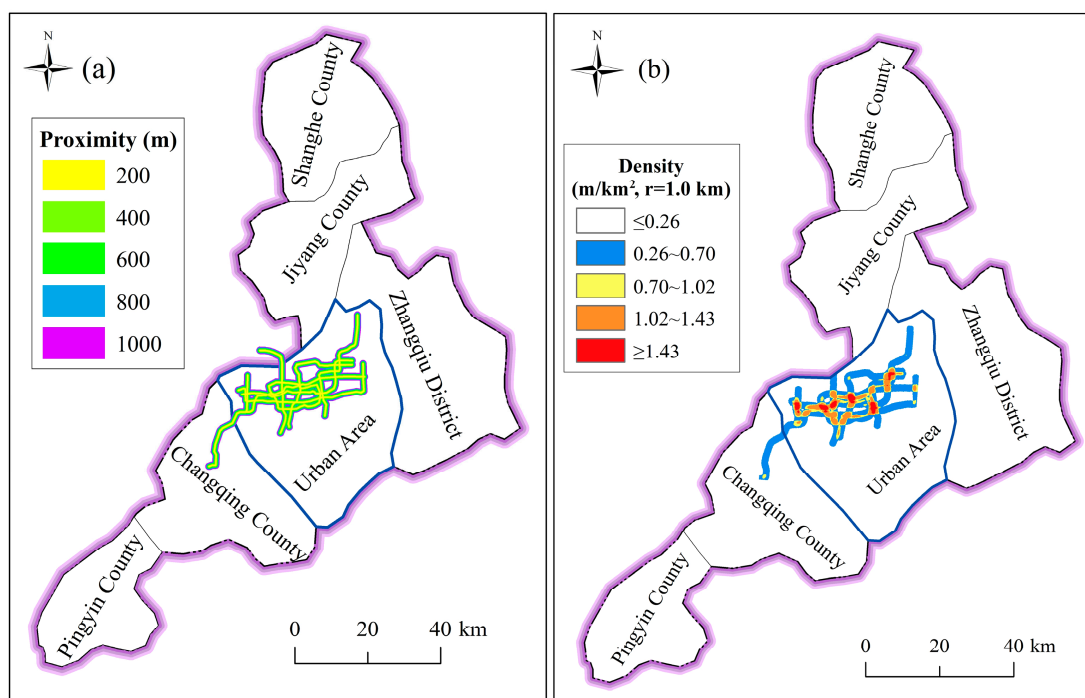 N
(a)
Proximity (m)
200
400
600
800
1000
Shanghe County
Jiyang County
Zhangqiu District
Urban Area
Changqing County
Pingyin County
0 20 40 km
N
(b)
Density
(m/km², r=1.0 km)
≤0.26
0.26~0.70
0.70~1.02
1.02~1.43
≥1.43
Shanghe County
Jiyang County
Zhangqiu District
Urban Area
Changqing County
Pingyin County
0 20 40 km